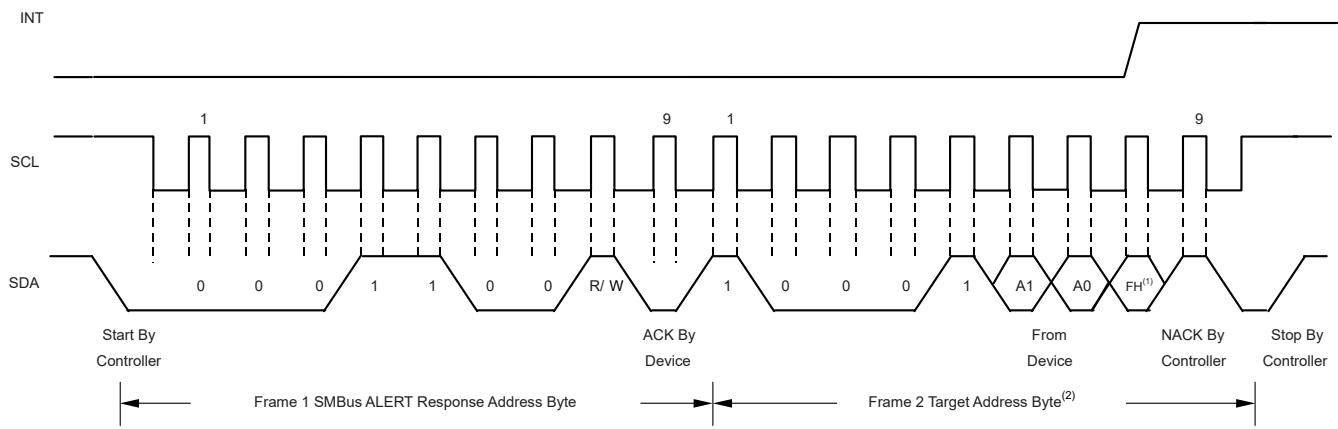 INT
1 9 1 9
SCL
SDA
0 0 0 1 1 0 0 R/ W 1 0 0 0 1 A1 A0 FH(1)
Start By
Controller
ACK By
Device
From
Device
NACK By
Controller
Stop By
Controller
Frame 1 SMBus ALERT Response Address Byte
Frame 2 Target Address Byte(2)